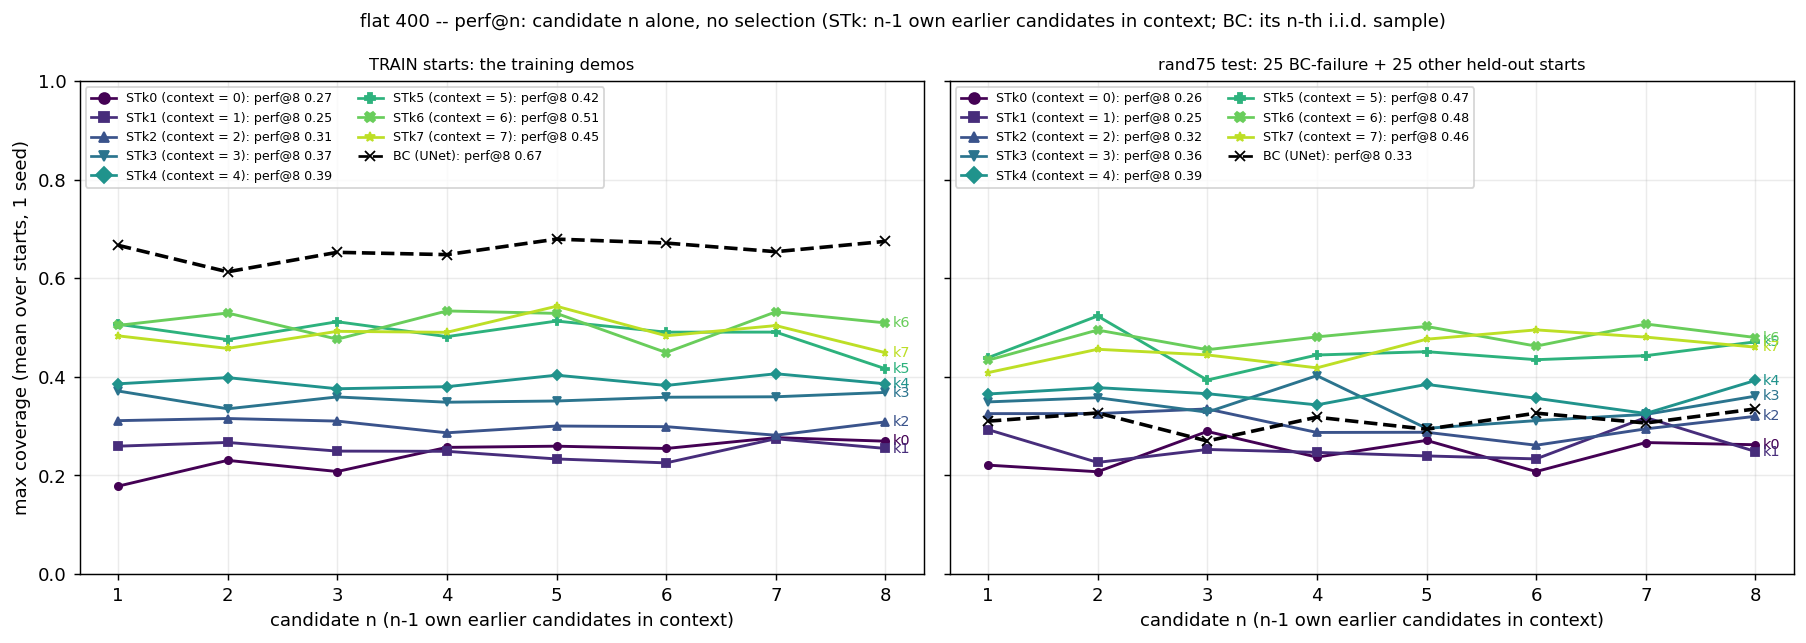 flat 400 -- perf@n: candidate n alone, no selection (STk: n-1 own earlier candidates in context; BC: its n-th i.i.d. sample)
TRAIN starts: the training demos
max coverage (mean over starts, 1 seed)
1.0
0.8
0.6
0.4
0.2
0.0
STk0 (context = 0): perf@8 0.27
STk1 (context = 1): perf@8 0.25
STk2 (context = 2): perf@8 0.31
STk3 (context = 3): perf@8 0.37
STk4 (context = 4): perf@8 0.39
STk5 (context = 5): perf@8 0.42
STk6 (context = 6): perf@8 0.51
STk7 (context = 7): perf@8 0.45
BC (UNet): perf@8 0.67
k6
k7
k5
k4
k3
k2
k0
k1
1 2 3 4 5 6 7 8
candidate n (n-1 own earlier candidates in context)
rand75 test: 25 BC-failure + 25 other held-out starts
STk0 (context = 0): perf@8 0.26
STk1 (context = 1): perf@8 0.25
STk2 (context = 2): perf@8 0.32
STk3 (context = 3): perf@8 0.36
STk4 (context = 4): perf@8 0.39
STk5 (context = 5): perf@8 0.47
STk6 (context = 6): perf@8 0.48
STk7 (context = 7): perf@8 0.46
BC (UNet): perf@8 0.33
k6
k5
k7
k4
k3
k2
k0
k1
1 2 3 4 5 6 7 8
candidate n (n-1 own earlier candidates in context)